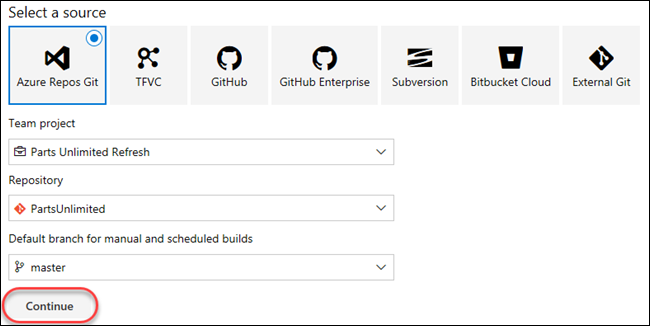 Select a source
Azure Repos Git TFVC GitHub GitHub Enterprise Subversion Bitbucket Cloud External Git
Team project
Parts Unlimited Refresh
Repository
PartsUnlimited
Default branch for manual and scheduled builds
master
Continue